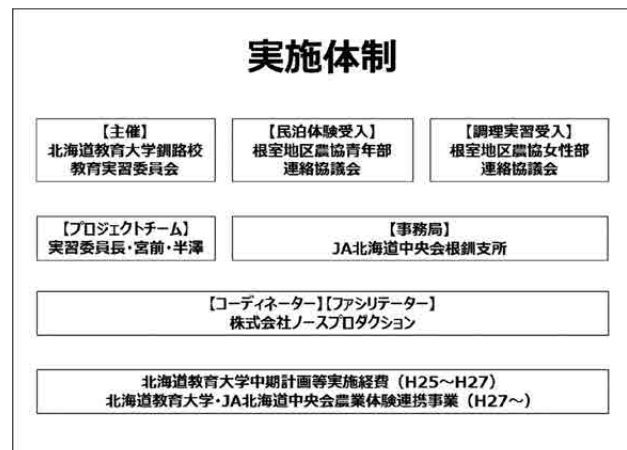 実施体制
【主催】
北海道教育大学釧路校
教育実習委員会
【民泊体験受入】
根室地区農協青年部
連絡協議会
【調理実習受入】
根室地区農協女性部
連絡協議会
【プロジェクトチーム】
実習委員長・宮前・半澤
【事務局】
JA北海道中央会根釧支所
【コーディネーター】【ファシリテーター】
株式会社ノースプロダクション
北海道教育大学中期計画等実施経費（H25～H27）
北海道教育大学・JA北海道中央会農業体験連携事業（H27～）